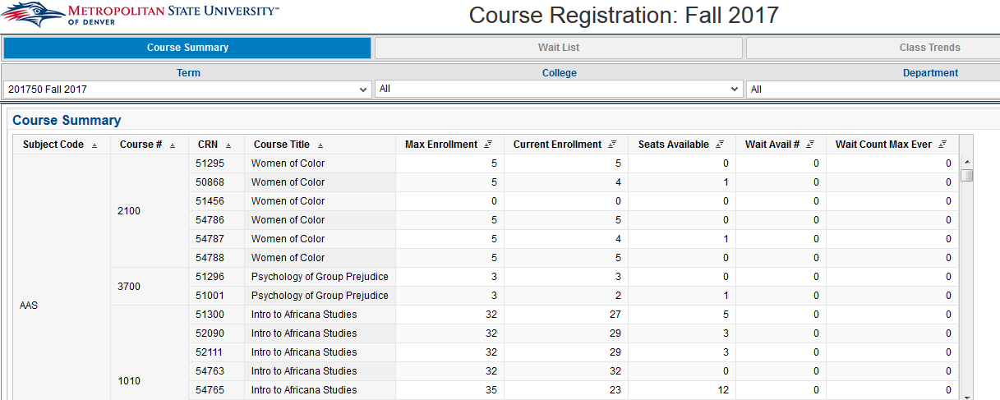 METROPOLITAN STATE UNIVERSITY™
OF DENVER
Course Registration: Fall 2017
Course Summary Wait List Class Trends
Term College Department
201750 Fall 2017 All All
Course Summary
Subject Code Course # CRN Course Title Max Enrollment Current Enrollment Seats Available Wait Avail # Wait Count Max Ever
51295 Women of Color 5 5 0 0 0
50868 Women of Color 5 4 1 0 0
51456 Women of Color 0 0 0 0 0
2100
54786 Women of Color 5 5 0 0 0
54787 Women of Color 5 4 1 0 0
54788 Women of Color 5 5 0 0 0
51296 Psychology of Group Prejudice 3 3 0 0 0
3700
51001 Psychology of Group Prejudice 3 2 1 0 0
AAS
51300 Intro to Africana Studies 32 27 5 0 0
52090 Intro to Africana Studies 32 29 3 0 0
52111 Intro to Africana Studies 32 29 3 0 0
54763 Intro to Africana Studies 32 32 0 0 0
1010
54765 Intro to Africana Studies 35 23 12 0 0